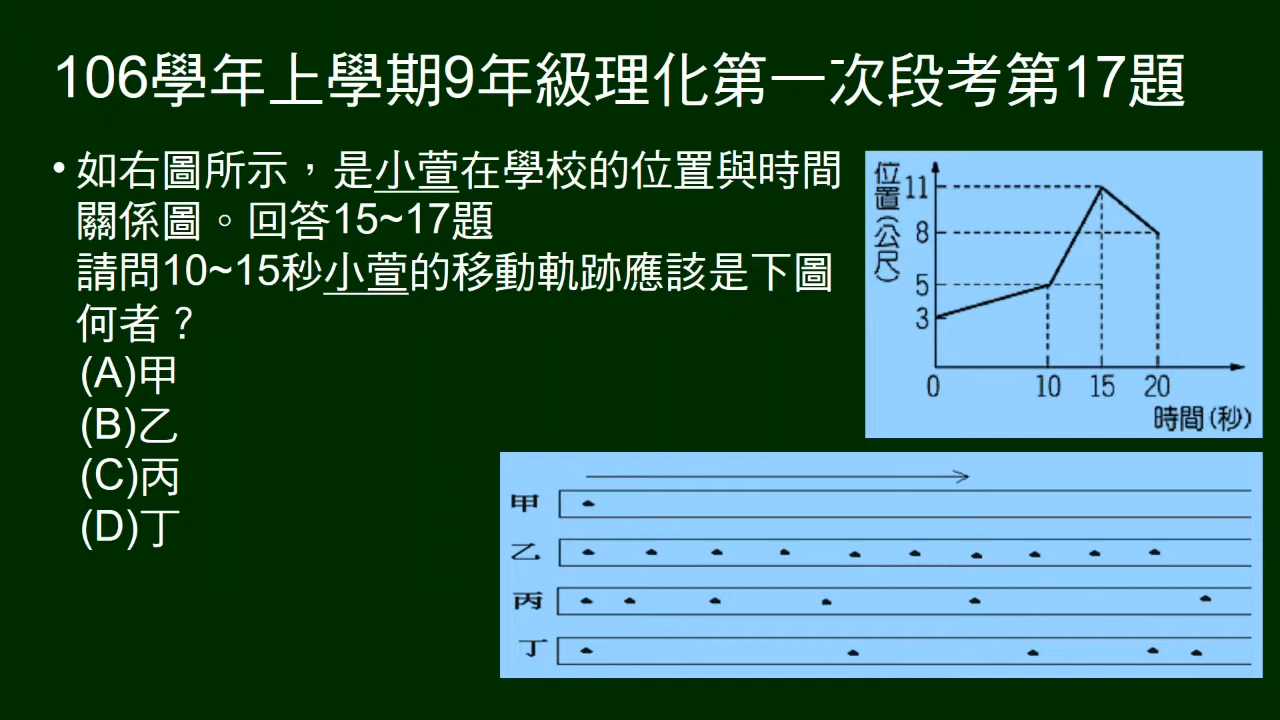 106學年上學期9年級理化第一次段考第17題
•如右圖所示，是小萱在學校的位置與時間
關係圖。回答15~17題
請問10~15秒小萱的移動軌跡應該是下圖
何者？
(A)甲
(B)乙
(C)丙
(D)丁
位置(公尺)
11
8
5
3
0 10 15 20
時間(秒)
甲
乙
丙
丁